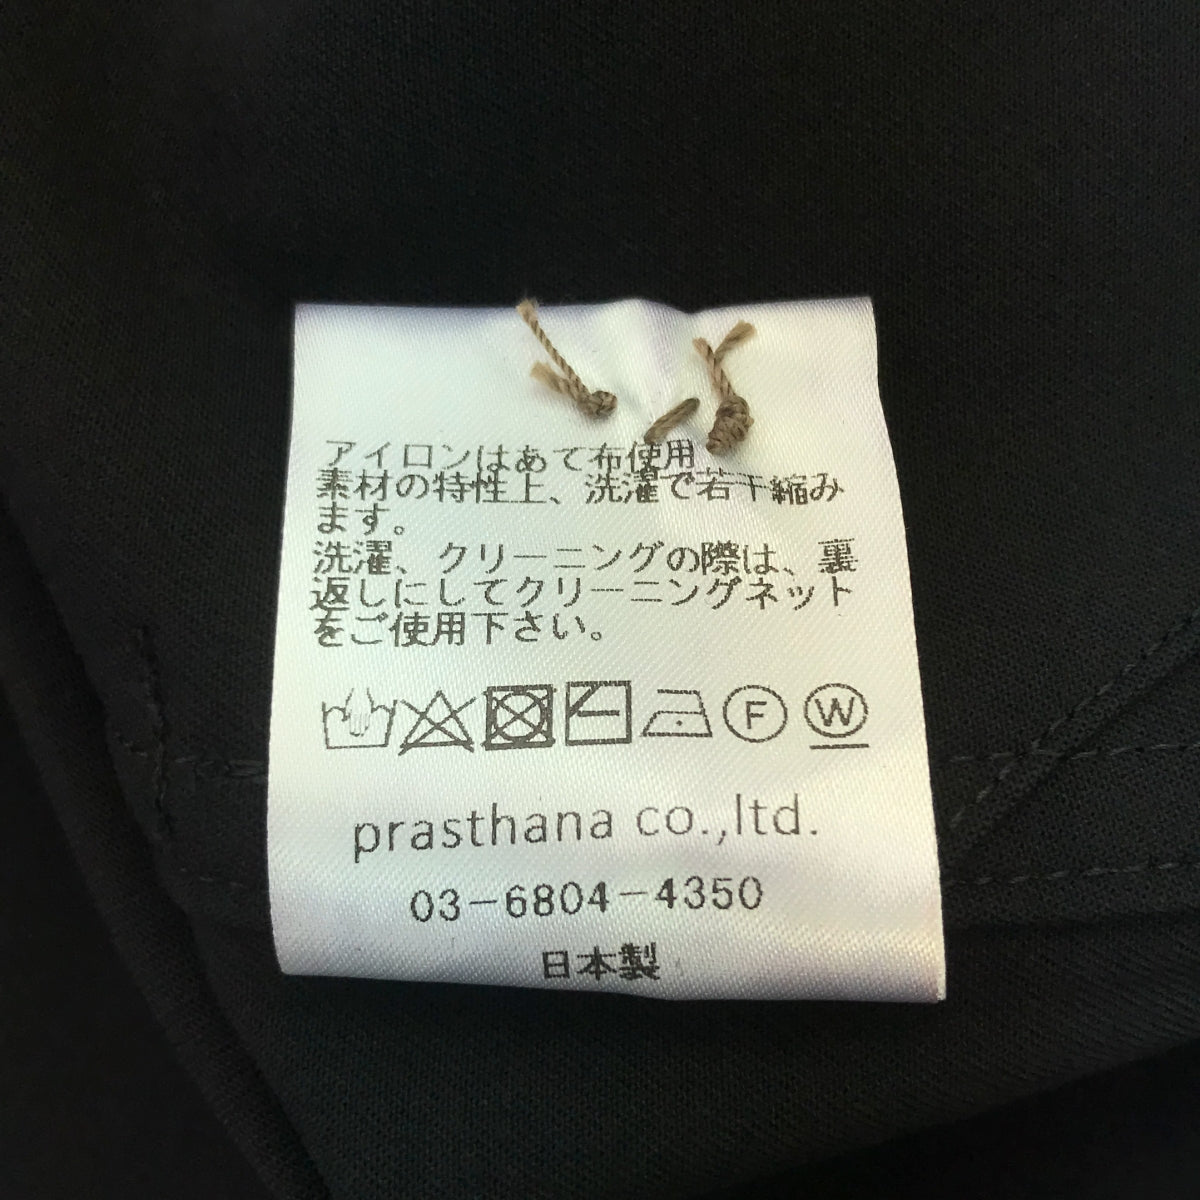 アイロンはあて布使用
素材の特性上、洗濯で若干縮み
ます。
洗濯、クリーニングの際は、裏
返しにしてクリーニングネット
をご使用下さい。
F W
prasthana co.,ltd.
03-6804-4350
日本製